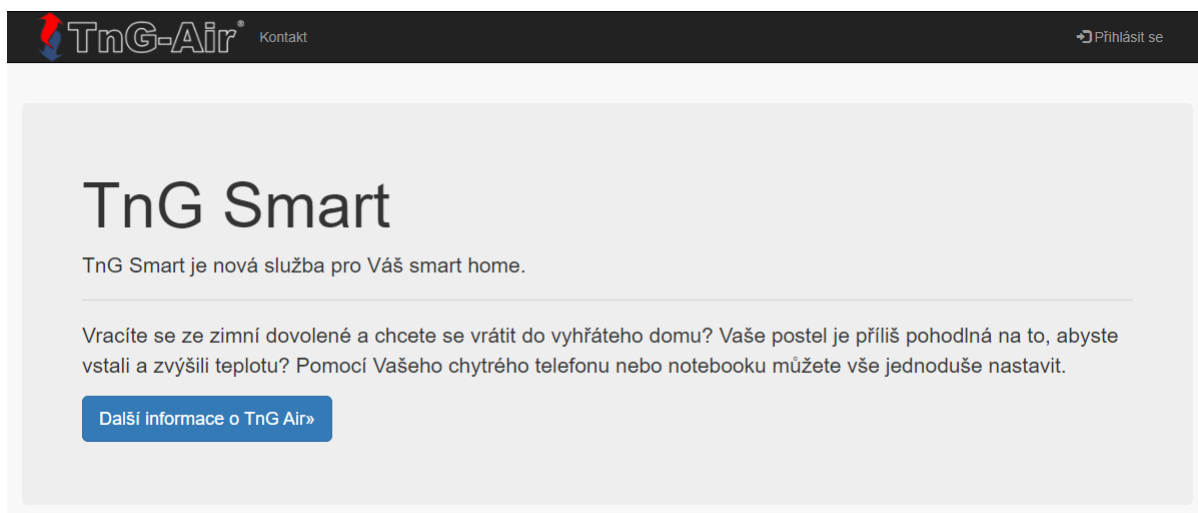 TnG-Air® Kontakt Přihlásit se
TnG Smart
TnG Smart je nová služba pro Váš smart home.
Vracíte se ze zimní dovolené a chcete se vrátit do vyhřáteho domu? Vaše postel je příliš pohodlná na to, abyste
vstali a zvýšili teplotu? Pomocí Vašeho chytrého telefonu nebo notebooku můžete vše jednoduše nastavit.
Další informace o TnG Air»